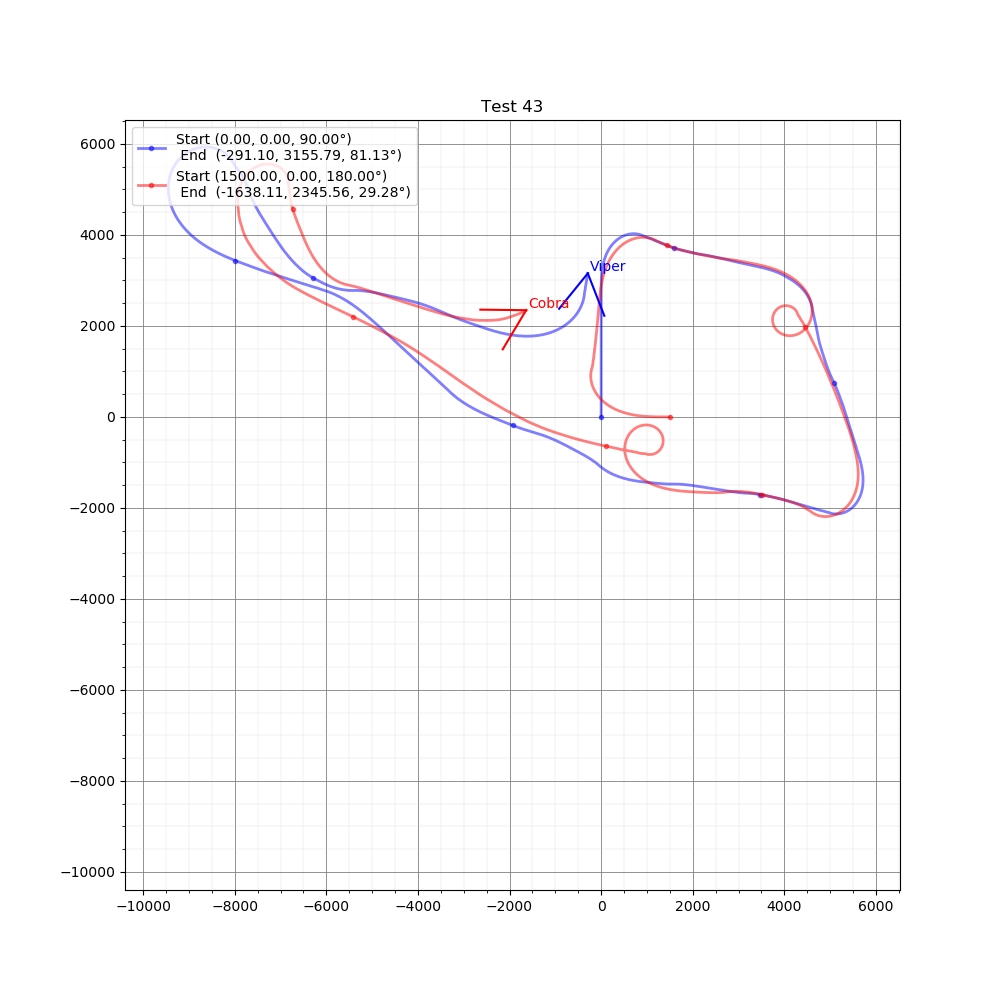 Test 43
Start (0.00, 0.00, 90.00°)
End  (-291.10, 3155.79, 81.13°)
Start (1500.00, 0.00, 180.00°)
End  (-1638.11, 2345.56, 29.28°)
6000
4000
2000
0
−2000
−4000
−6000
−8000
−10000
Viper
Cobra
−10000 −8000 −6000 −4000 −2000 0 2000 4000 6000